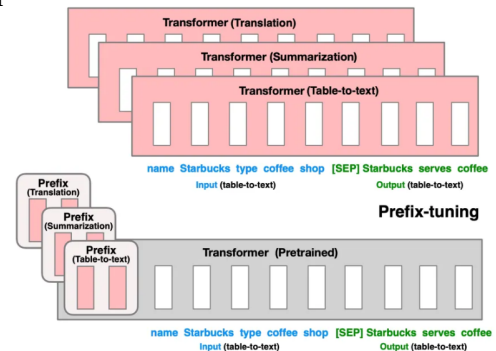 Transformer (Translation)
Transformer (Summarization)
Transformer (Table-to-text)
name Starbucks type coffee shop [SEP] Starbucks serves coffee
Input (table-to-text) Output (table-to-text)
Prefix-tuning
Prefix
(Translation)
Prefix
(Summarization)
Prefix
(Table-to-text)
Transformer (Pretrained)
name Starbucks type coffee shop [SEP] Starbucks serves coffee
Input (table-to-text) Output (table-to-text)